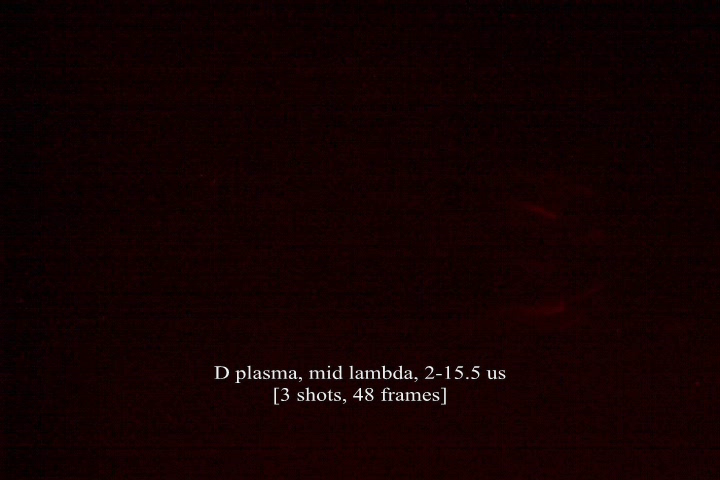 D plasma, mid lambda, 2-15.5 us
[3 shots, 48 frames]